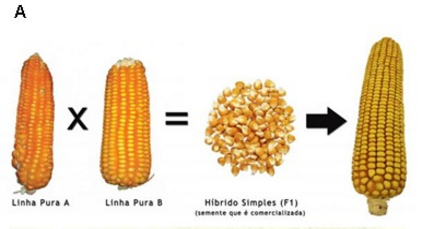 A
X
=
Linha Pura A
Linha Pura B
Híbrido Simples (F1)
(semente que é comercializada)